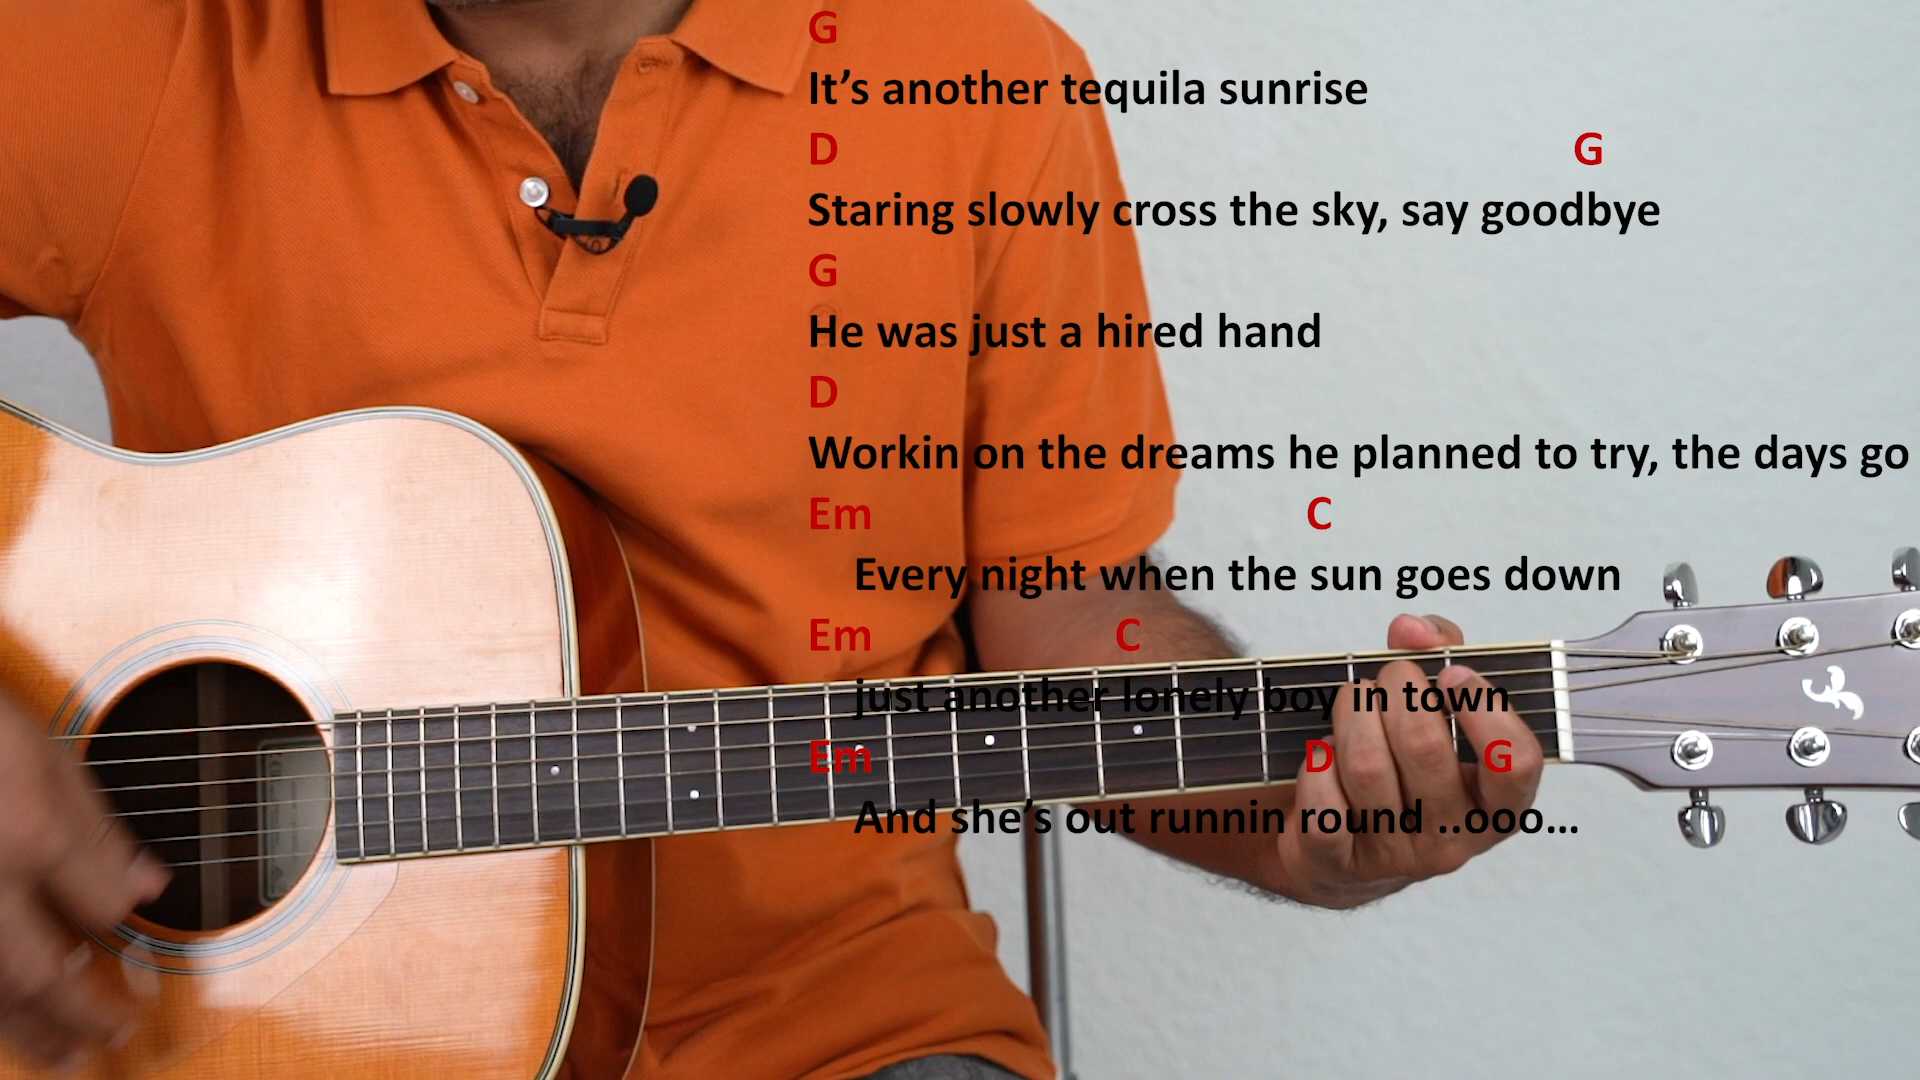 G
It’s another tequila sunrise
D G
Staring slowly cross the sky, say goodbye
G
He was just a hired hand
D
Workin on the dreams he planned to try, the days go
Em C
Every night when the sun goes down
Em C
just another lonely boy in town
Em D G
And she’s out runnin round ..ooo…